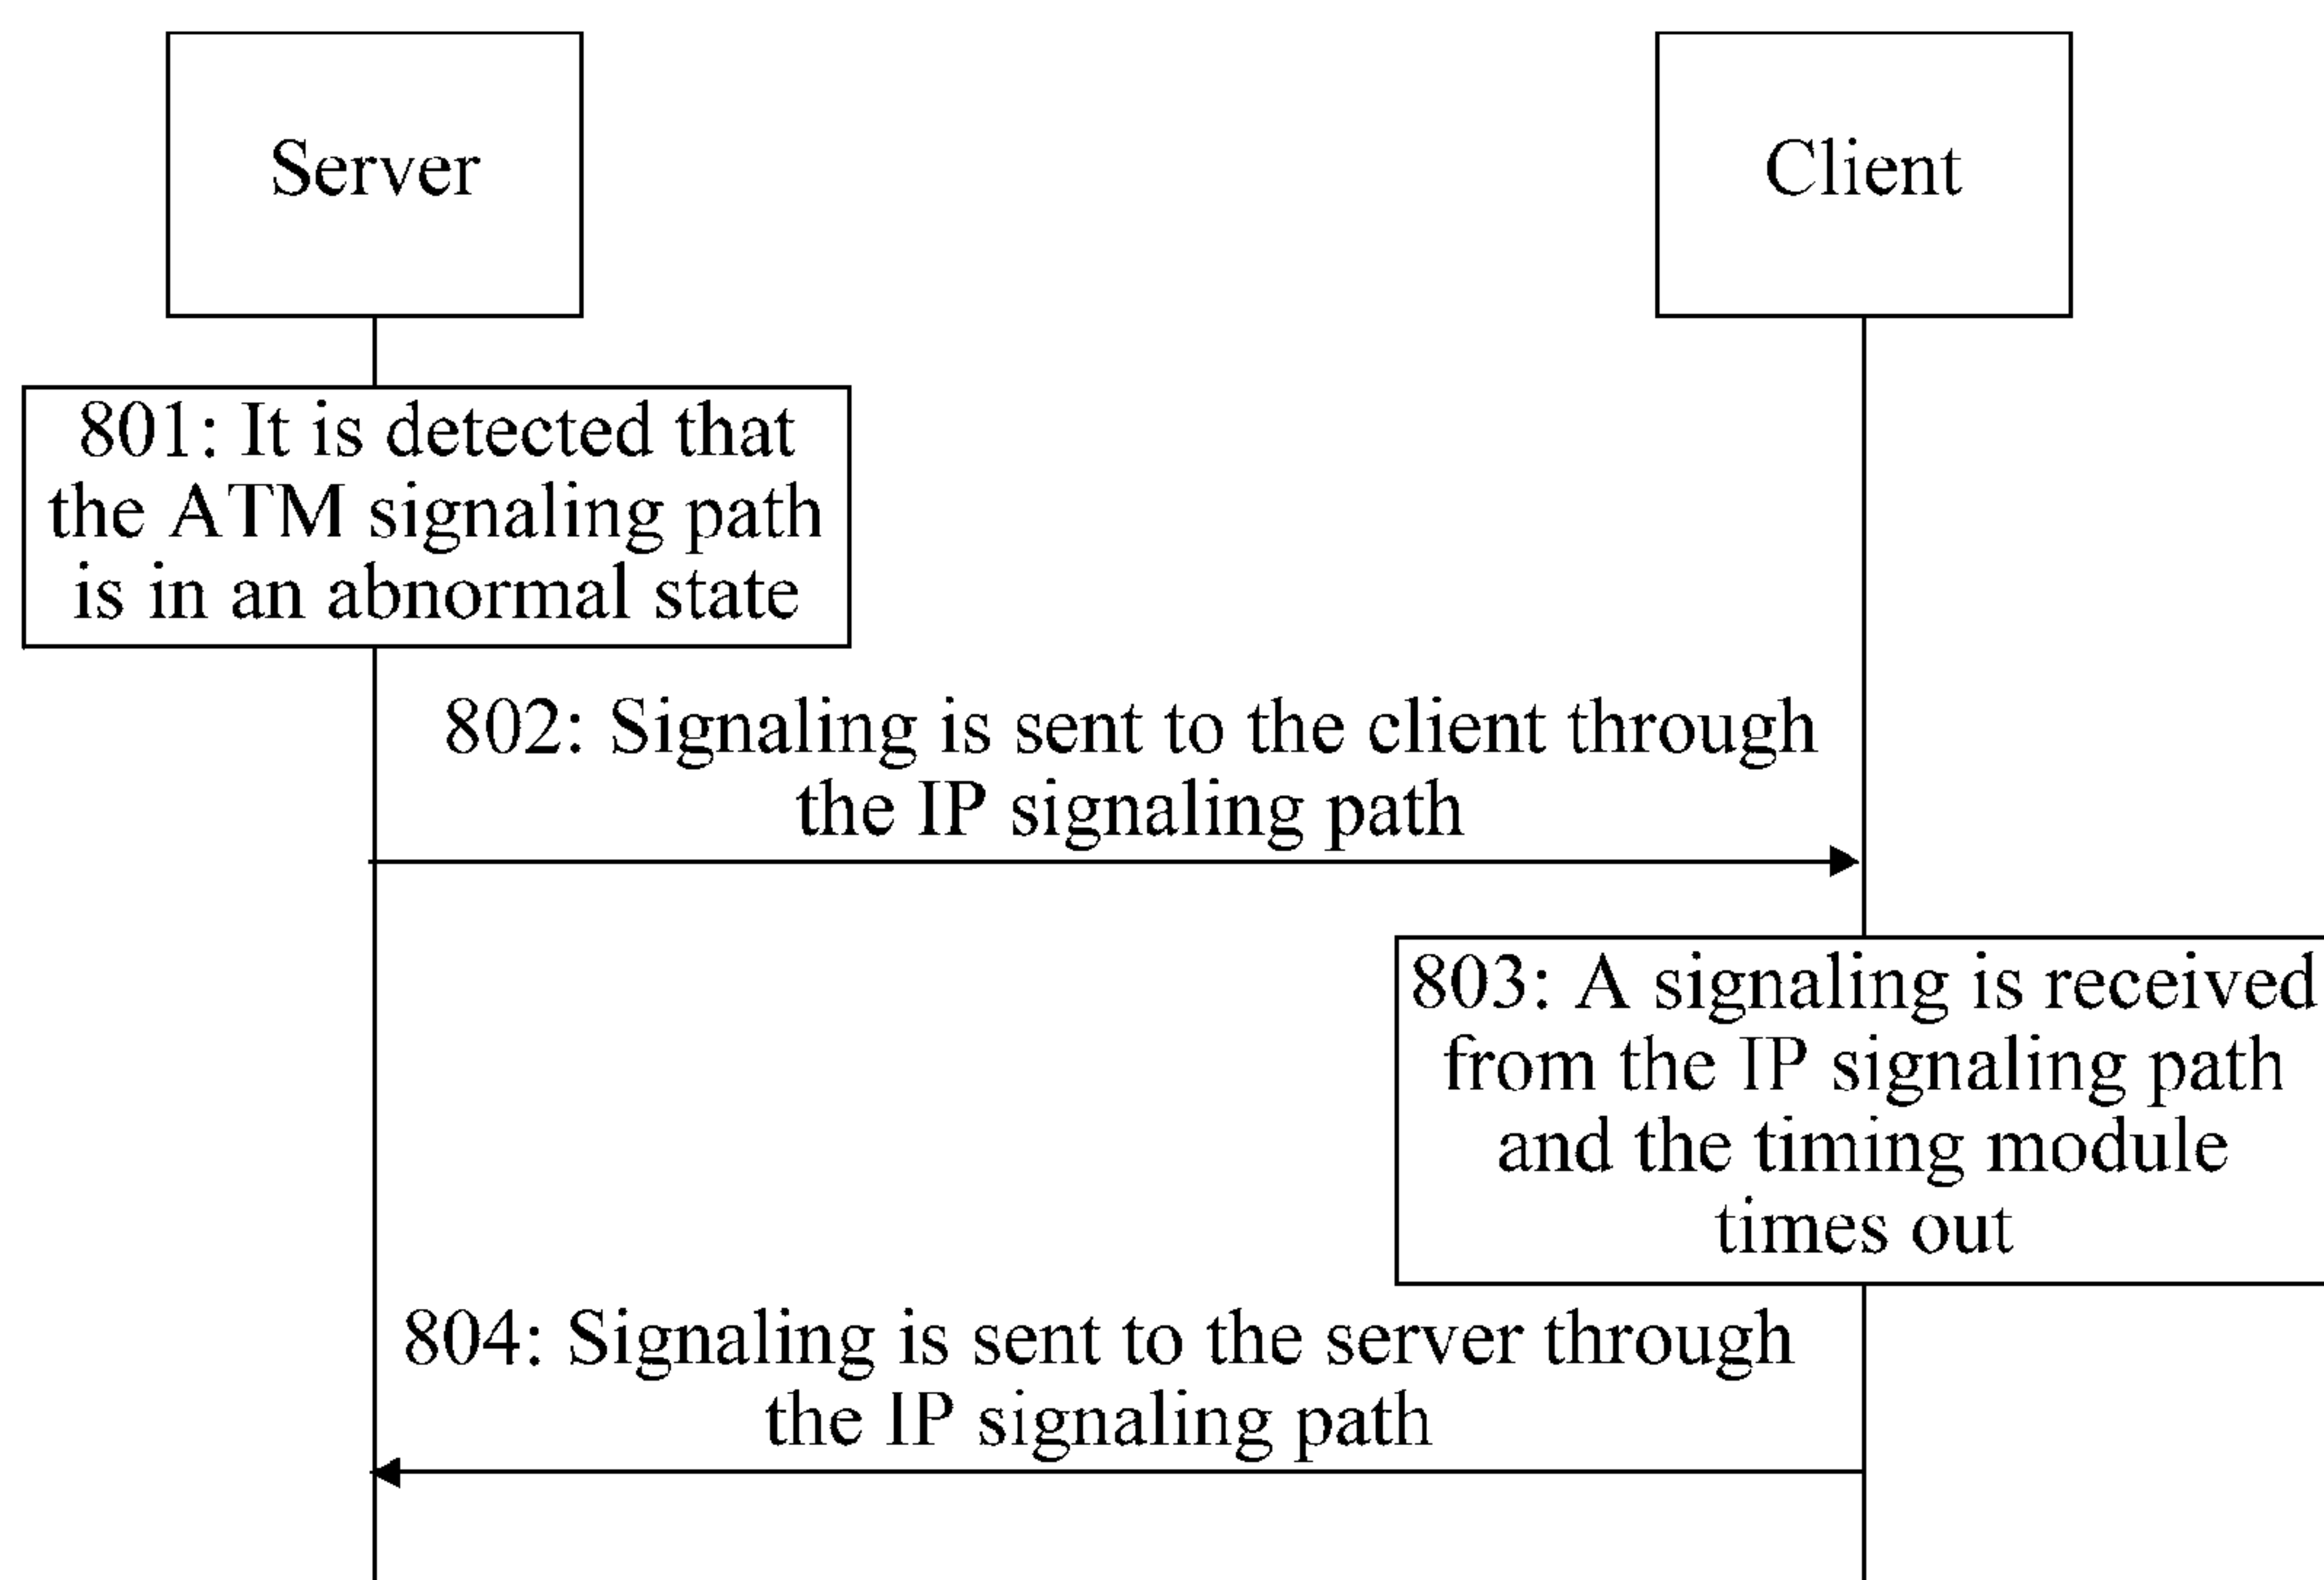 Server
Client
801: It is detected that
the ATM signaling path
is in an abnormal state
802: Signaling is sent to the client through
the IP signaling path
803: A signaling is received
from the IP signaling path
and the timing module
times out
804: Signaling is sent to the server through
the IP signaling path